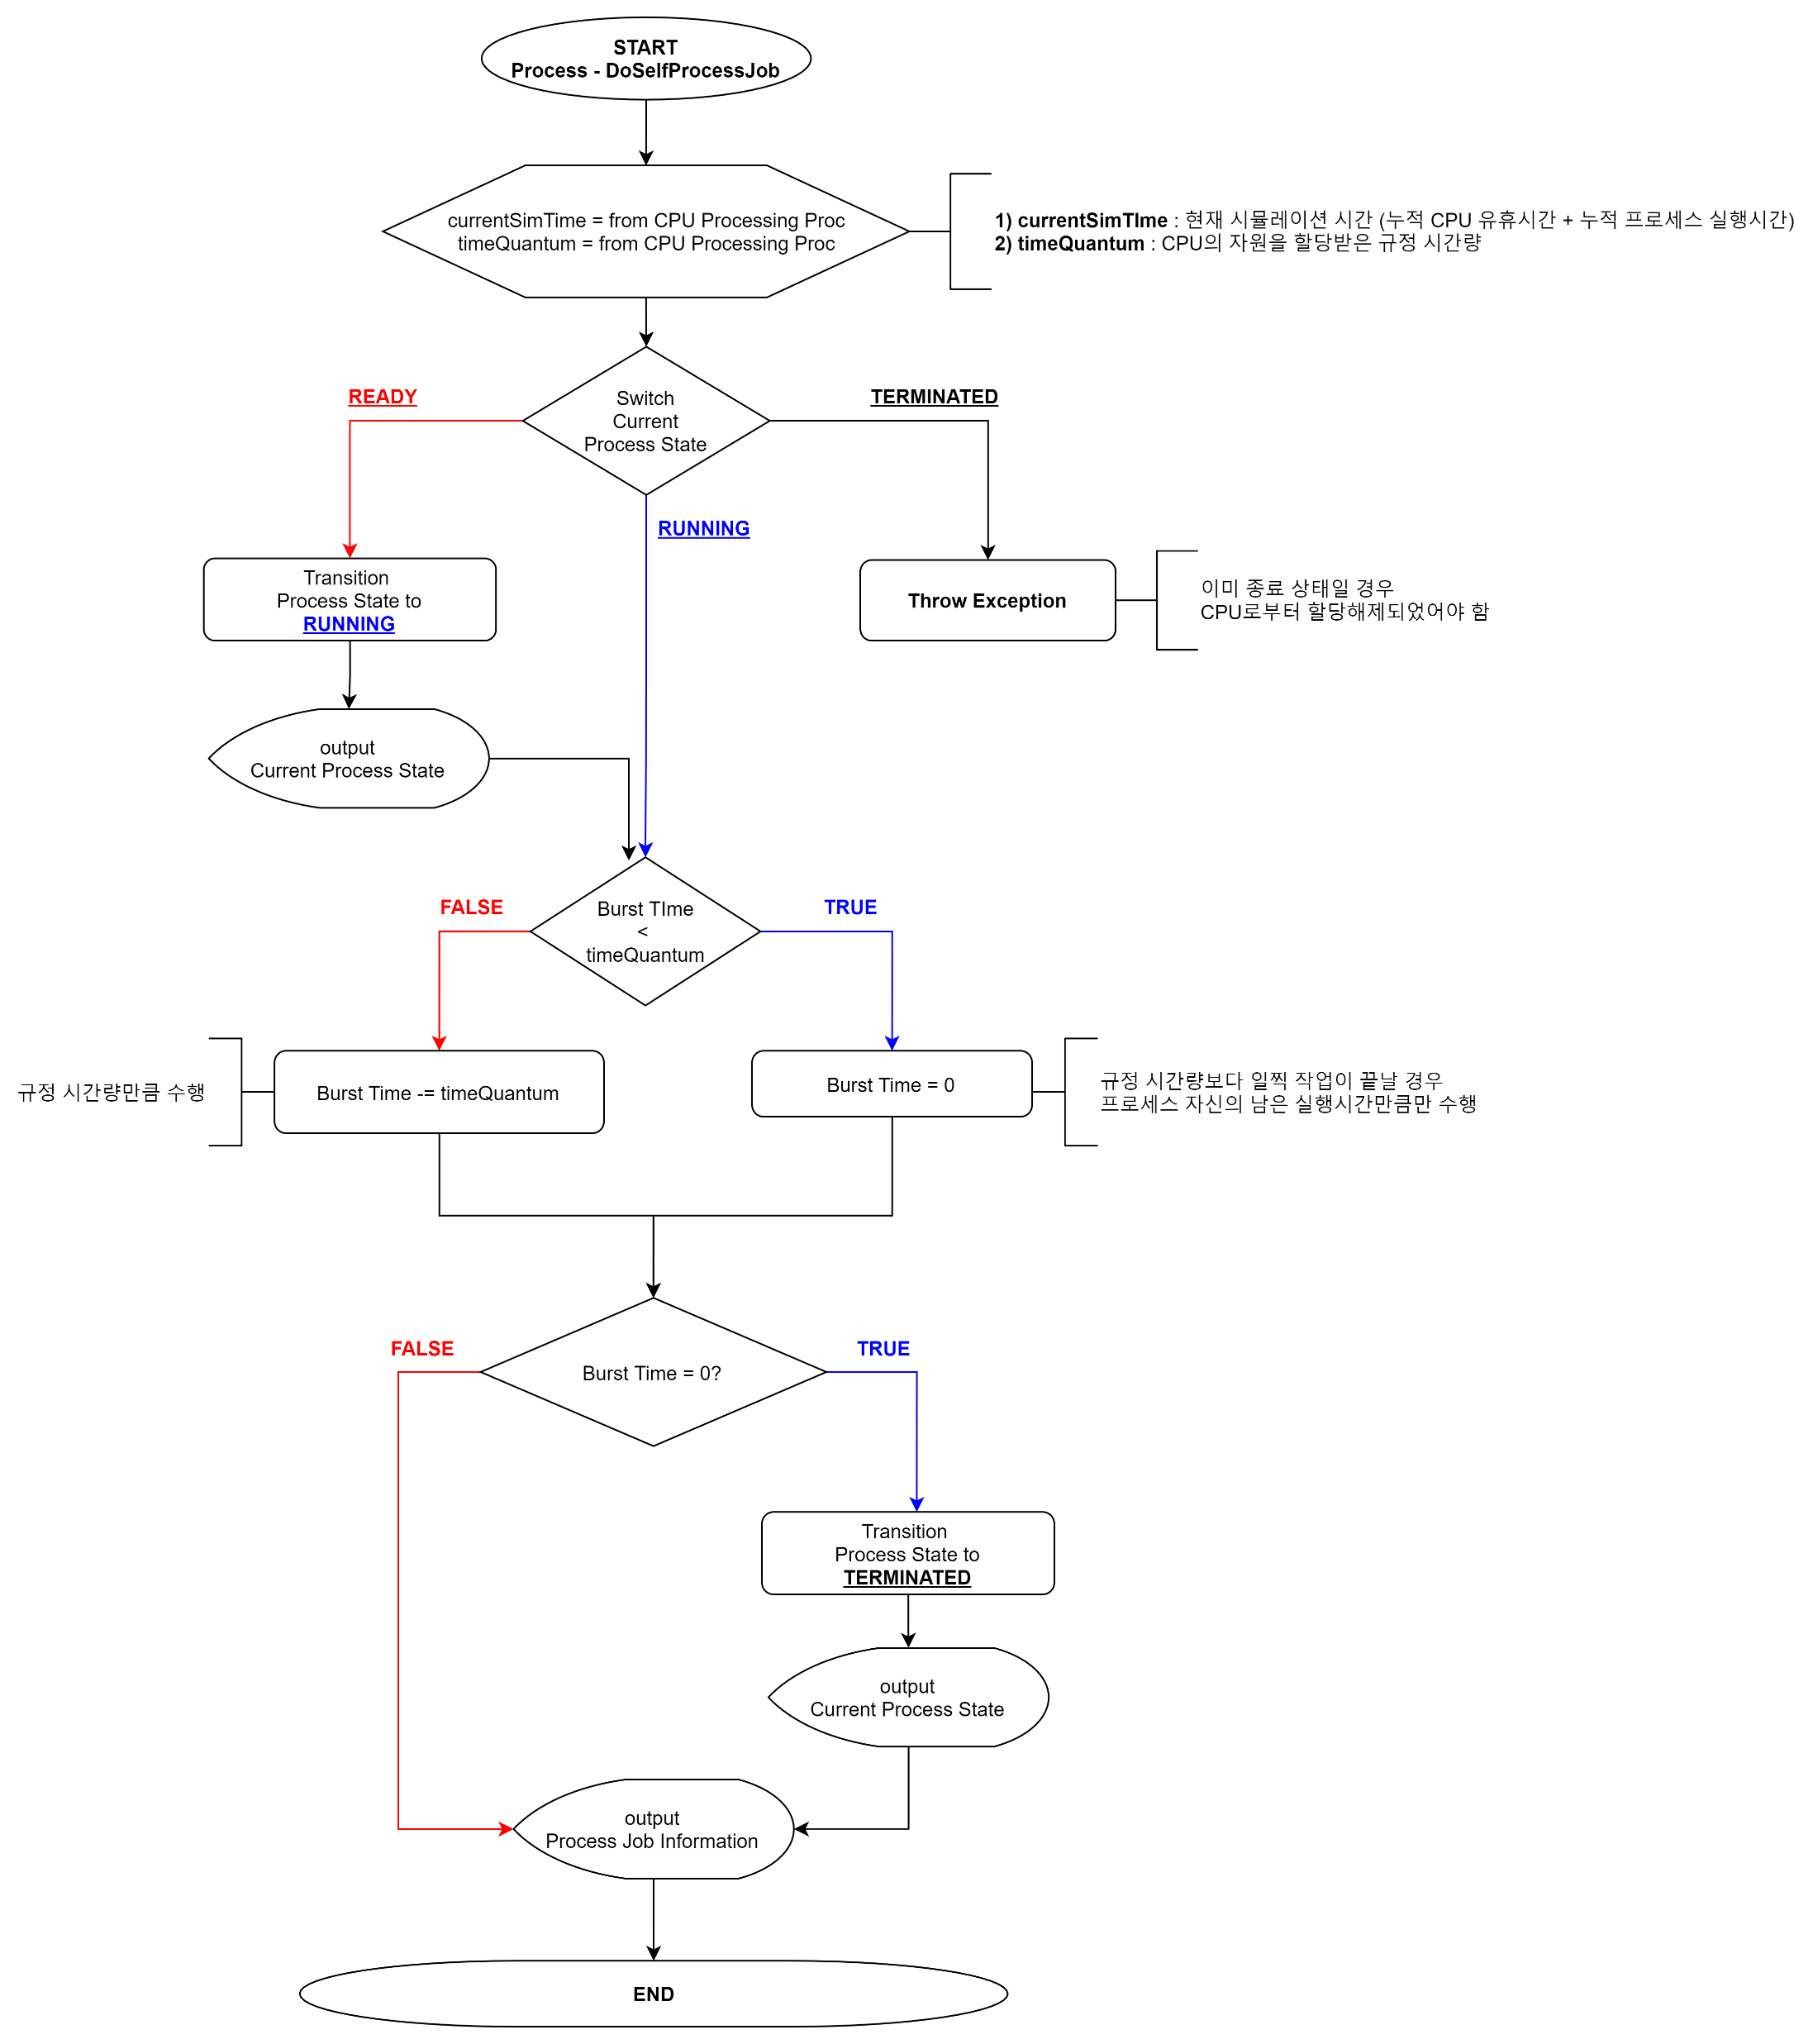 START
Process - DoSelfProcessJob
currentSimTime = from CPU Processing Proc
timeQuantum = from CPU Processing Proc
1) currentSimTIme : 현재 시뮬레이션 시간 (누적 CPU 유휴시간 + 누적 프로세스 실행시간)
2) timeQuantum : CPU의 자원을 할당받은 규정 시간량
Switch
Current
Process State
READY
TERMINATED
RUNNING
Transition
Process State to
RUNNING
Throw Exception
이미 종료 상태일 경우
CPU로부터 할당해제되었어야 함
output
Current Process State
Burst TIme
<
timeQuantum
FALSE
TRUE
규정 시간량만큼 수행
Burst Time -= timeQuantum
Burst Time = 0
규정 시간량보다 일찍 작업이 끝날 경우
프로세스 자신의 남은 실행시간만큼만 수행
FALSE
TRUE
Burst Time = 0?
Transition
Process State to
TERMINATED
output
Current Process State
output
Process Job Information
END